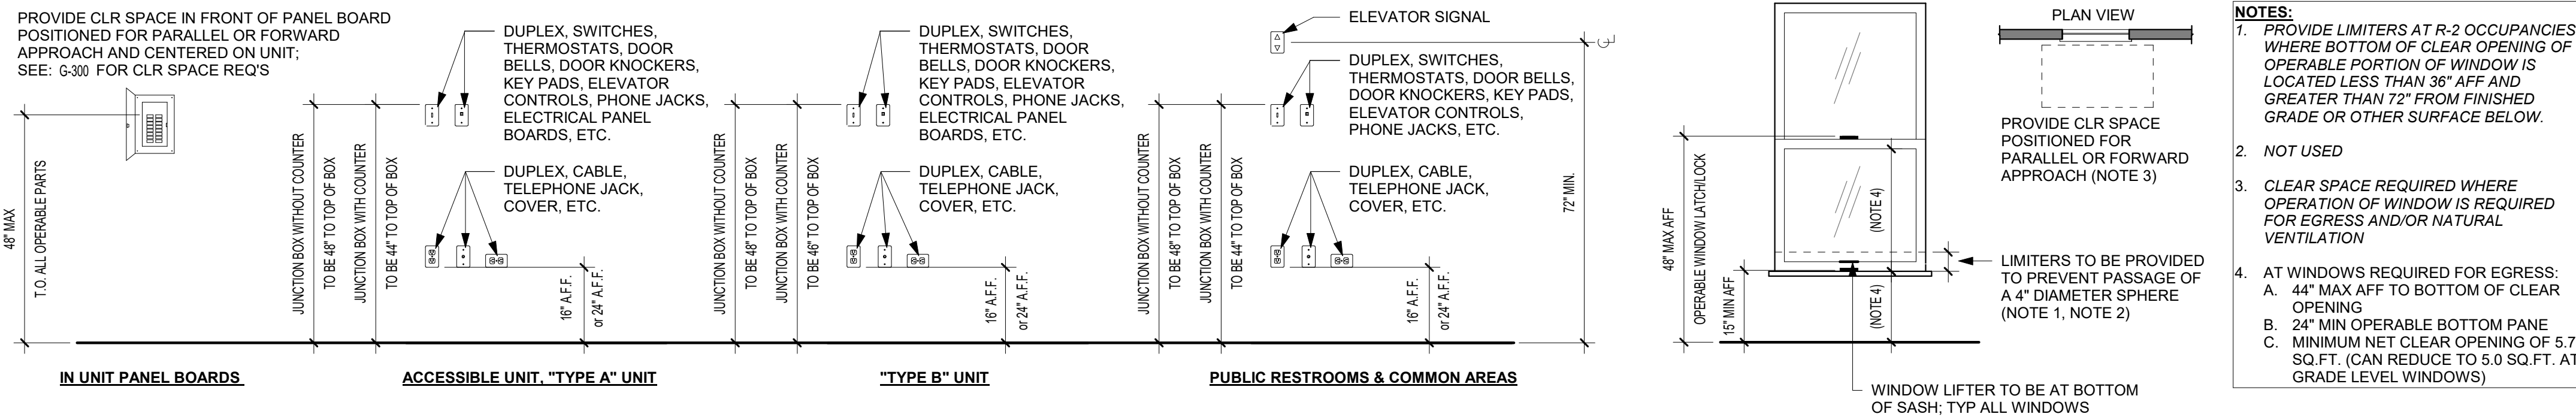 PROVIDE CLR SPACE IN FRONT OF PANEL BOARD
POSITIONED FOR PARALLEL OR FORWARD
APPROACH AND CENTERED ON UNIT;
SEE: G-300 FOR CLR SPACE REQ'S
48" MAX
T.O. ALL OPERABLE PARTS
IN UNIT PANEL BOARDS
JUNCTION BOX WITHOUT COUNTER
TO BE 48" TO TOP OF BOX
JUNCTION BOX WITH COUNTER
TO BE 44" TO TOP OF BOX
DUPLEX, SWITCHES,
THERMOSTATS, DOOR
BELLS, DOOR KNOCKERS,
KEY PADS, ELEVATOR
CONTROLS, PHONE JACKS,
ELECTRICAL PANEL
BOARDS, ETC.
DUPLEX, CABLE,
TELEPHONE JACK,
COVER, ETC.
16" A.F.F.
or 24" A.F.F.
ACCESSIBLE UNIT, "TYPE A" UNIT
JUNCTION BOX WITHOUT COUNTER
TO BE 48" TO TOP OF BOX
JUNCTION BOX WITH COUNTER
TO BE 46" TO TOP OF BOX
DUPLEX, SWITCHES,
THERMOSTATS, DOOR
BELLS, DOOR KNOCKERS,
KEY PADS, ELEVATOR
CONTROLS, PHONE JACKS,
ELECTRICAL PANEL
BOARDS, ETC.
DUPLEX, CABLE,
TELEPHONE JACK,
COVER, ETC.
16" A.F.F.
or 24" A.F.F.
"TYPE B" UNIT
JUNCTION BOX WITHOUT COUNTER
TO BE 48" TO TOP OF BOX
JUNCTION BOX WITH COUNTER
TO BE 44" TO TOP OF BOX
ELEVATOR SIGNAL
DUPLEX, SWITCHES,
THERMOSTATS, DOOR BELLS,
DOOR KNOCKERS, KEY PADS,
ELEVATOR CONTROLS,
PHONE JACKS, ETC.
DUPLEX, CABLE,
TELEPHONE JACK,
COVER, ETC.
16" A.F.F.
or 24" A.F.F.
72" MIN.
PUBLIC RESTROOMS & COMMON AREAS
48" MAX AFF
OPERABLE WINDOW LATCH/LOCK
15" MIN AFF
(NOTE 4)
(NOTE 4)
PLAN VIEW
PROVIDE CLR SPACE
POSITIONED FOR
PARALLEL OR FORWARD
APPROACH (NOTE 3)
LIMITERS TO BE PROVIDED
TO PREVENT PASSAGE OF
A 4" DIAMETER SPHERE
(NOTE 1, NOTE 2)
WINDOW LIFTER TO BE AT BOTTOM
OF SASH; TYP ALL WINDOWS
NOTES:
1. PROVIDE LIMITERS AT R-2 OCCUPANCIES
WHERE BOTTOM OF CLEAR OPENING OF
OPERABLE PORTION OF WINDOW IS
LOCATED LESS THAN 36" AFF AND
GREATER THAN 72" FROM FINISHED
GRADE OR OTHER SURFACE BELOW.
2. NOT USED
3. CLEAR SPACE REQUIRED WHERE
OPERATION OF WINDOW IS REQUIRED
FOR EGRESS AND/OR NATURAL
VENTILATION
4. AT WINDOWS REQUIRED FOR EGRESS:
A. 44" MAX AFF TO BOTTOM OF CLEAR
OPENING
B. 24" MIN OPERABLE BOTTOM PANE
C. MINIMUM NET CLEAR OPENING OF 5.7
SQ.FT. (CAN REDUCE TO 5.0 SQ.FT. AT
GRADE LEVEL WINDOWS)